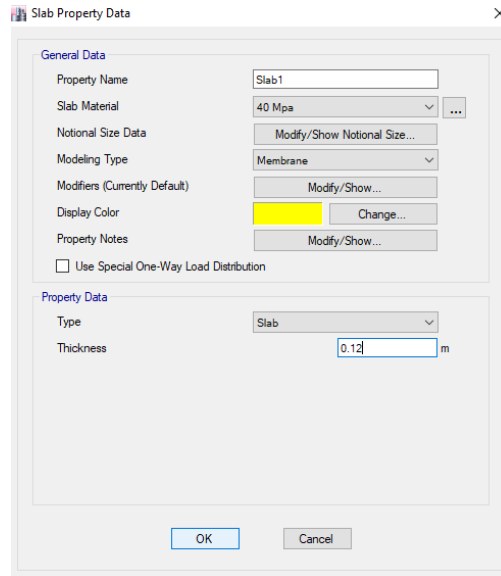 Slab Property Data
General Data
Property Name Slab1
Slab Material 40 Mpa ...
Notional Size Data Modify/Show Notional Size...
Modeling Type Membrane
Modifiers (Currently Default) Modify/Show...
Display Color Change...
Property Notes Modify/Show...
Use Special One-Way Load Distribution
Property Data
Type Slab
Thickness 0.12 m
OK Cancel